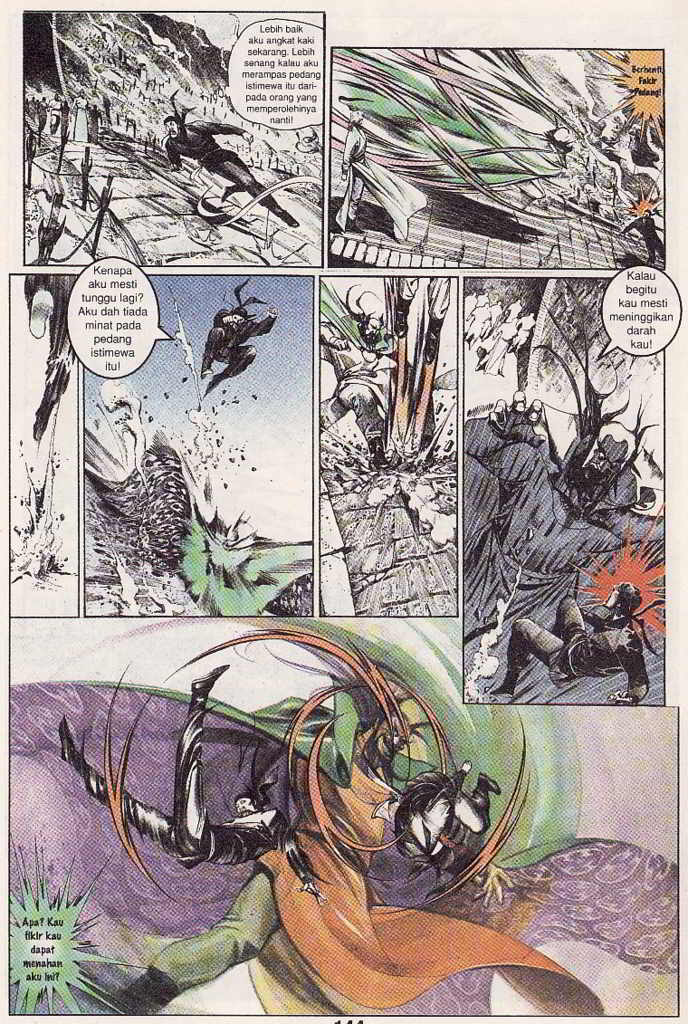 Lebih baik
aku angkat kaki
sekarang. Lebih
senang kalau aku
merampas pedang
istimewa itu dari-
pada orang yang
memperolehinya
nanti!
Berhenti,
Fakir
Pedang!
Kenapa
aku mesti
tunggu lagi?
Aku dah tiada
minat pada
pedang
istimewa
itu!
Kalau
begitu
kau mesti
meninggikan
darah
kau!
Apa? Kau
fikir kau
dapat
menahan
aku ini?
144